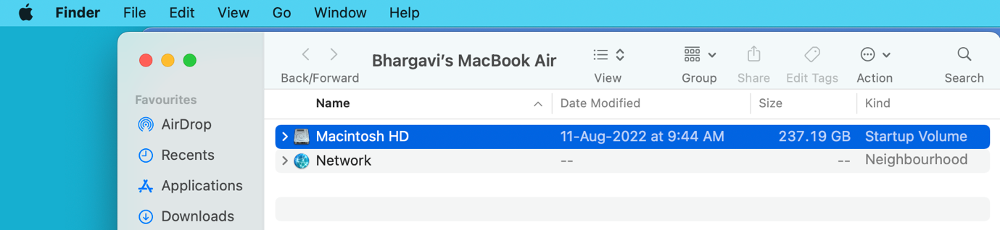 Finder File Edit View Go Window Help
Bhargavi’s MacBook Air
Back/Forward View Group Share Edit Tags Action Search
Favourites
Name Date Modified Size Kind
AirDrop
Macintosh HD 11-Aug-2022 at 9:44 AM 237.19 GB Startup Volume
Recents
Network -- -- Neighbourhood
Applications
Downloads